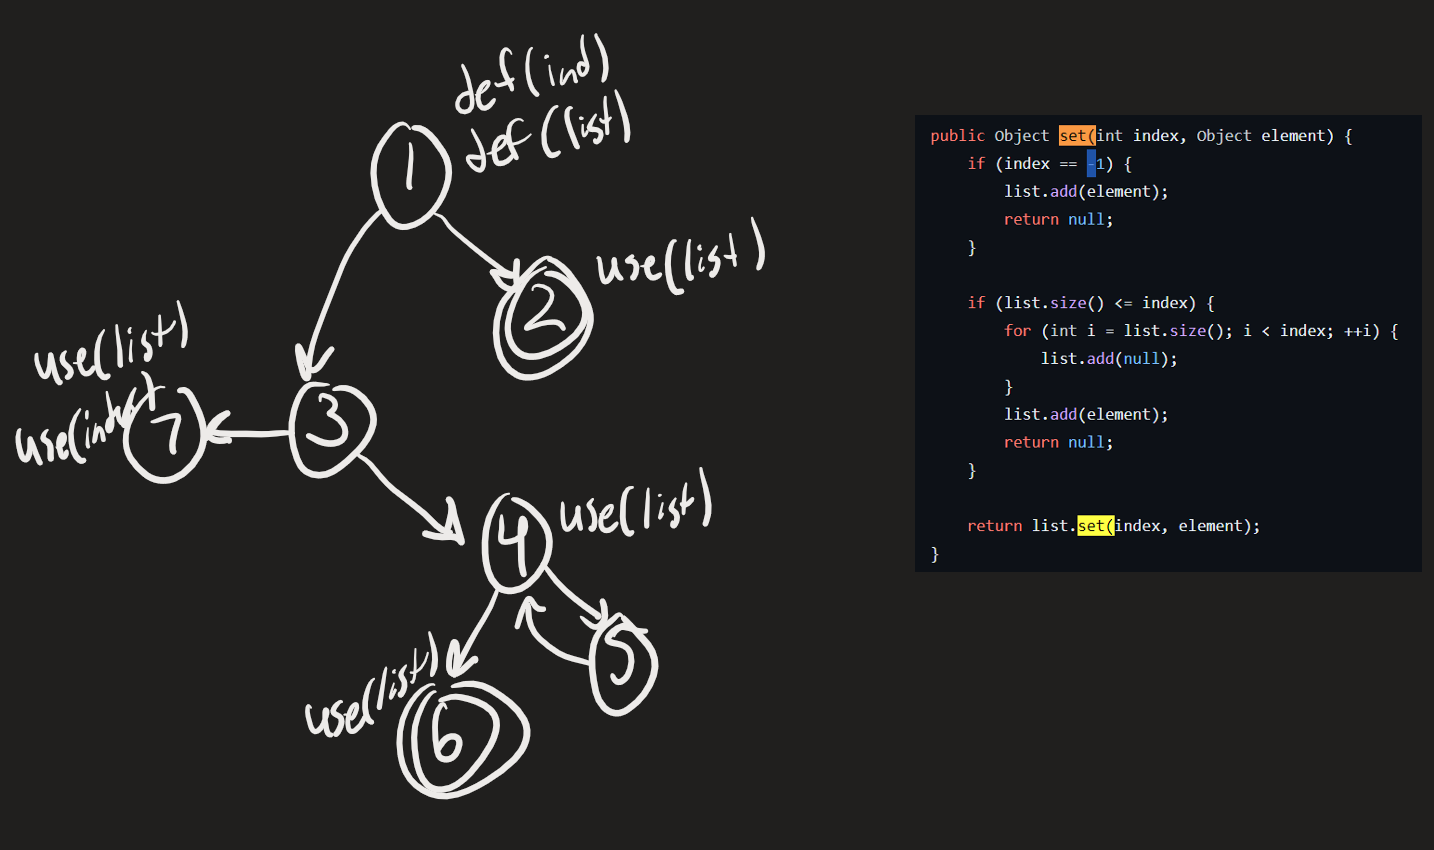 def(ind)
def(list)
1
2
use(list)
use(list)
7
3
4
use(list)
5
use(list)
6
public Object set(int index, Object element) {
    if (index == -1) {
        list.add(element);
        return null;
    }
    if (list.size() <= index) {
        for (int i = list.size(); i < index; ++i) {
            list.add(null);
        }
        list.add(element);
        return null;
    }
    return list.set(index, element);
}